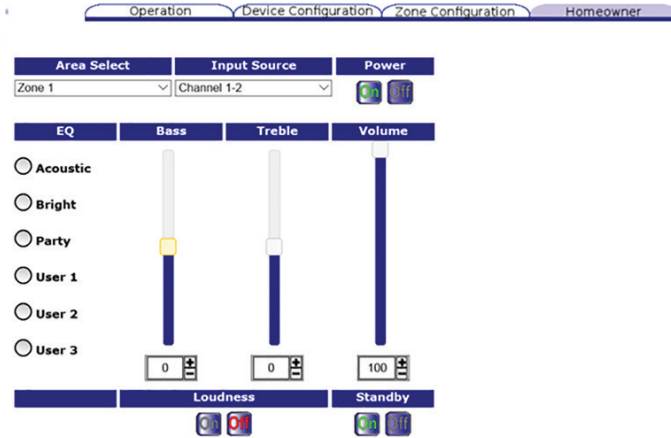 Operation Device Configuration Zone Configuration Homeowner
Area Select Input Source Power
Zone 1 Channel 1-2 On Off
EQ Bass Treble Volume
Acoustic
Bright
Party
User 1
User 2
User 3
0 + - 0 + - 100 + -
Loudness Standby
On Off On Off